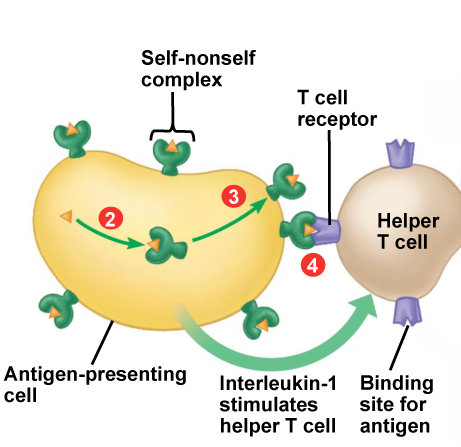 Self-nonself
complex
T cell
receptor
2
3
Helper
T cell
4
Antigen-presenting
cell
Interleukin-1
stimulates
helper T cell
Binding
site for
antigen